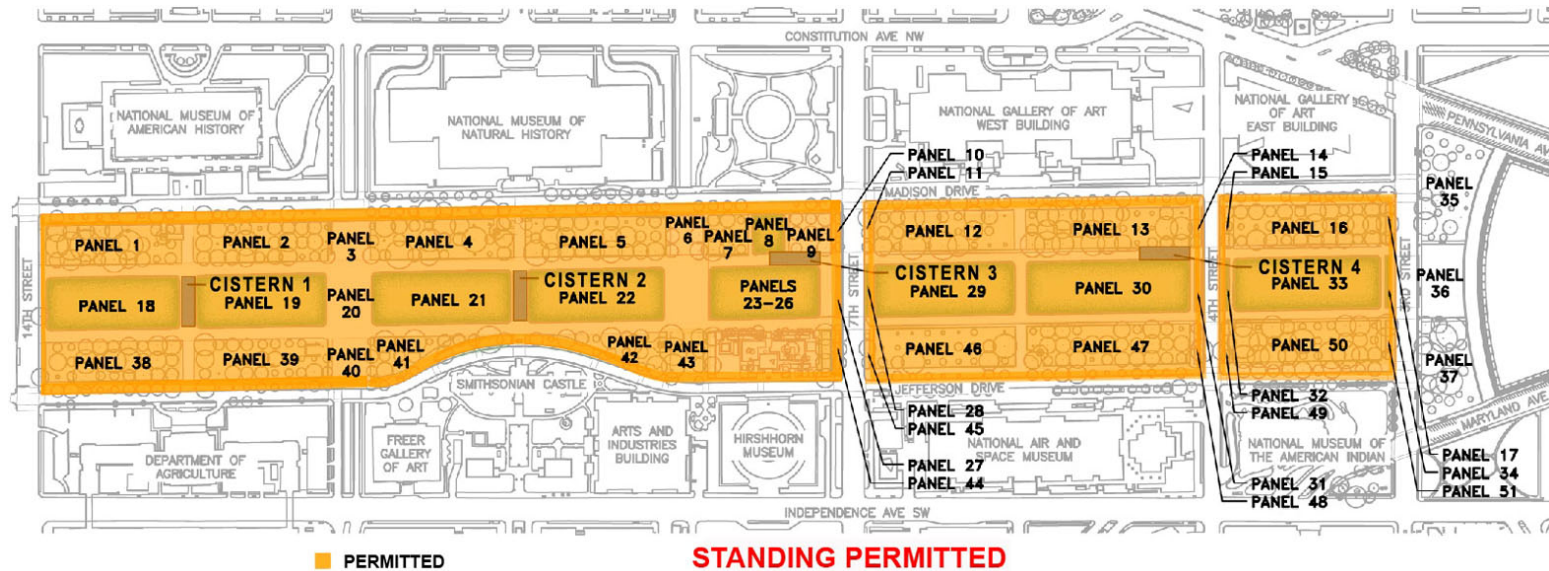 CONSTITUTION AVE NW
NATIONAL MUSEUM OF
AMERICAN HISTORY
NATIONAL MUSEUM OF
NATURAL HISTORY
NATIONAL GALLERY OF ART
WEST BUILDING
NATIONAL GALLERY
OF ART
EAST BUILDING
PENNSYLVANIA AV
PANEL 10
PANEL 11
PANEL 14
PANEL 15
MADISON DRIVE
PANEL
35
PANEL 1
PANEL 2
PANEL
3
PANEL 4
PANEL 5
PANEL
6
PANEL
7
PANEL
8
PANEL
9
PANEL 12
PANEL 13
PANEL 16
14TH STREET
7TH STREET
4TH STREET
3RD STREET
CISTERN 1
CISTERN 2
CISTERN 3
CISTERN 4
PANEL 18
PANEL 19
PANEL
20
PANEL 21
PANEL 22
PANELS
23-26
PANEL 29
PANEL 30
PANEL 33
PANEL
36
PANEL 38
PANEL 39
PANEL
40
PANEL
41
PANEL
42
PANEL
43
PANEL 46
PANEL 47
PANEL 50
PANEL
37
SMITHSONIAN CASTLE
JEFFERSON DRIVE
PANEL 28
PANEL 45
PANEL 32
PANEL 49
MARYLAND AVE
DEPARTMENT OF
AGRICULTURE
FREER
GALLERY
OF ART
ARTS AND
INDUSTRIES
BUILDING
HIRSHHORN
MUSEUM
NATIONAL AIR AND
SPACE MUSEUM
NATIONAL MUSEUM OF
THE AMERICAN INDIAN
PANEL 27
PANEL 44
PANEL 31
PANEL 48
PANEL 17
PANEL 34
PANEL 51
INDEPENDENCE AVE SW
PERMITTED
STANDING PERMITTED